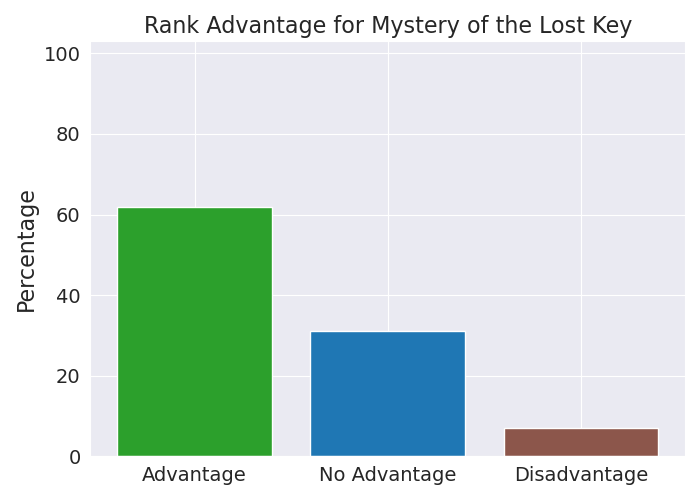 Rank Advantage for Mystery of the Lost Key
Percentage
100
80
60
40
20
0
Advantage
No Advantage
Disadvantage